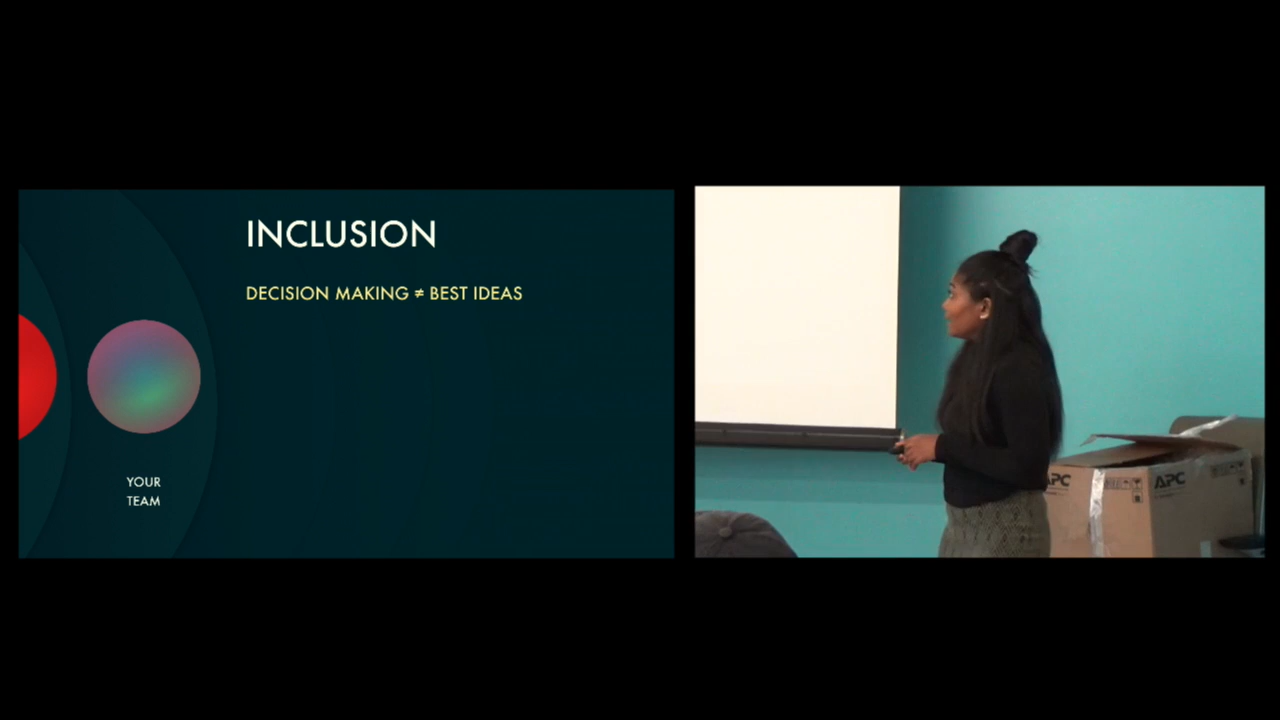 INCLUSION
DECISION MAKING ≠ BEST IDEAS
YOUR
TEAM
APC
APC